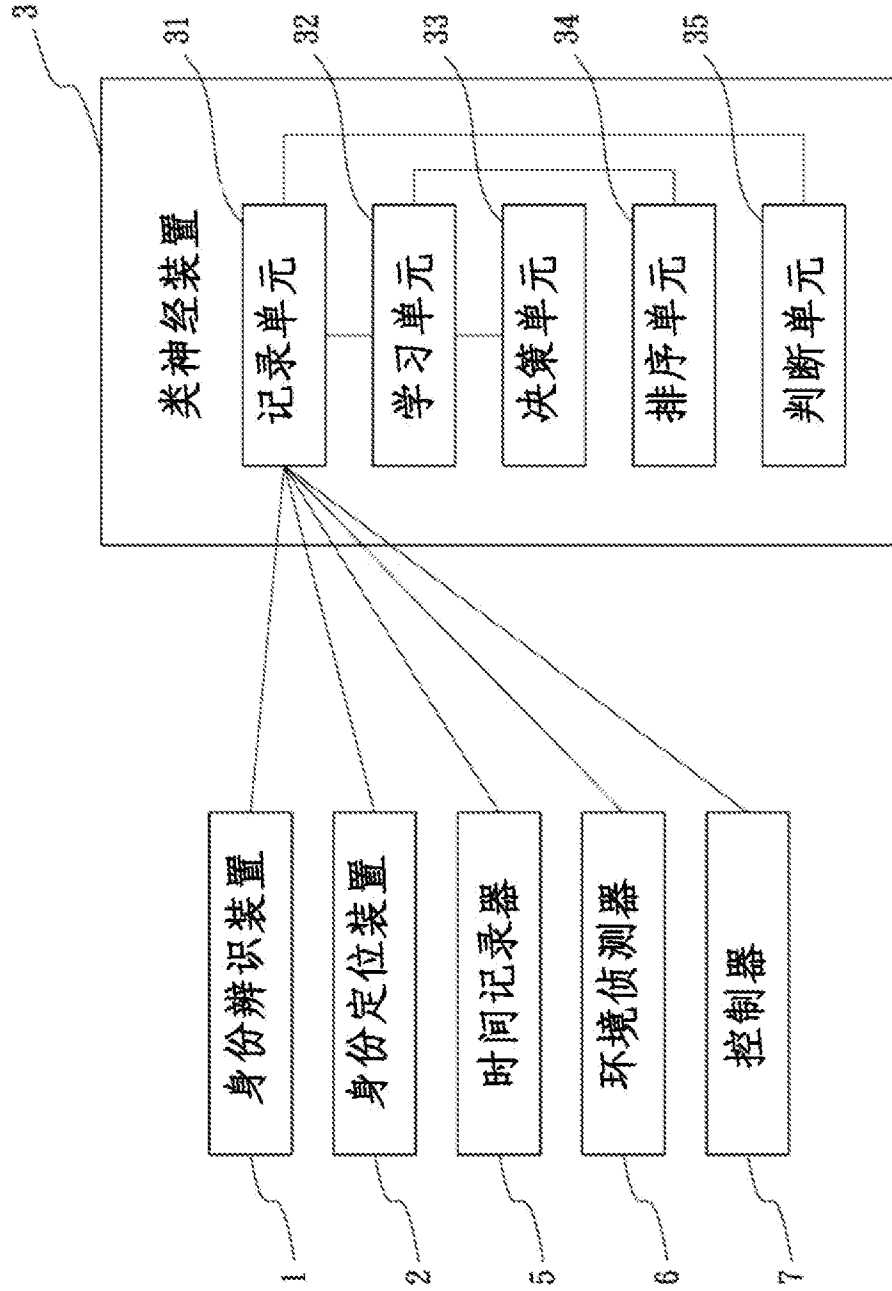 3
类神经装置
记录单元
31
学习单元
32
决策单元
33
排序单元
34
判断单元
35
身份辨识装置
1
身份定位装置
2
时间记录器
5
环境侦测器
6
控制器
7